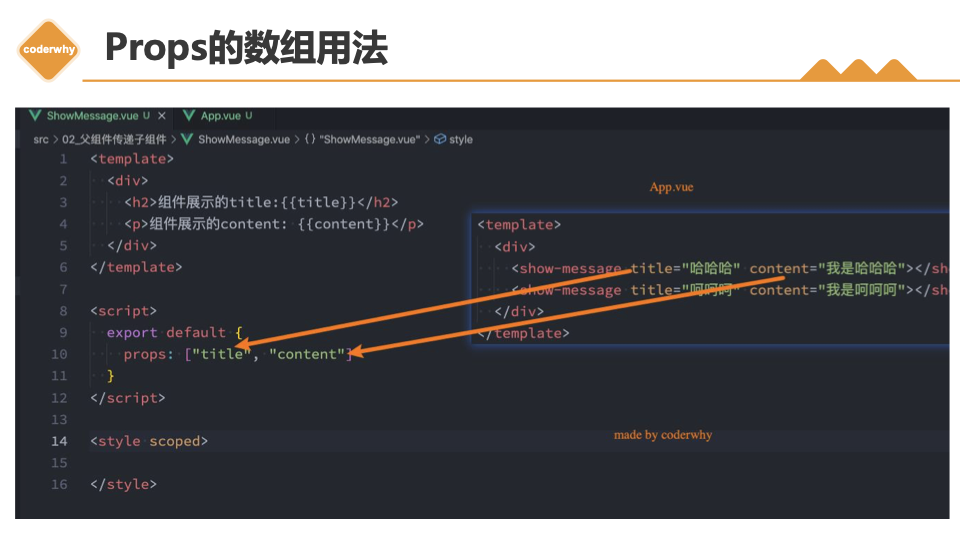 coderwhy
Props的数组用法
ShowMessage.vue U × App.vue U
src > 02_父组件传递子组件 > ShowMessage.vue > {} "ShowMessage.vue" > style
1 <template>
2 <div>
3 <h2>组件展示的title:{{title}}</h2>
4 <p>组件展示的content: {{content}}</p>
5 </div>
6 </template>
7
8 <script>
9 export default {
10 props: ["title", "content"]
11 }
12 </script>
13
14 <style scoped>
15
16 </style>
App.vue
<template>
<div>
<show-message title="哈哈哈" content="我是哈哈哈"></sh
<show-message title="呵呵呵" content="我是呵呵呵"></sh
</div>
</template>
made by coderwhy